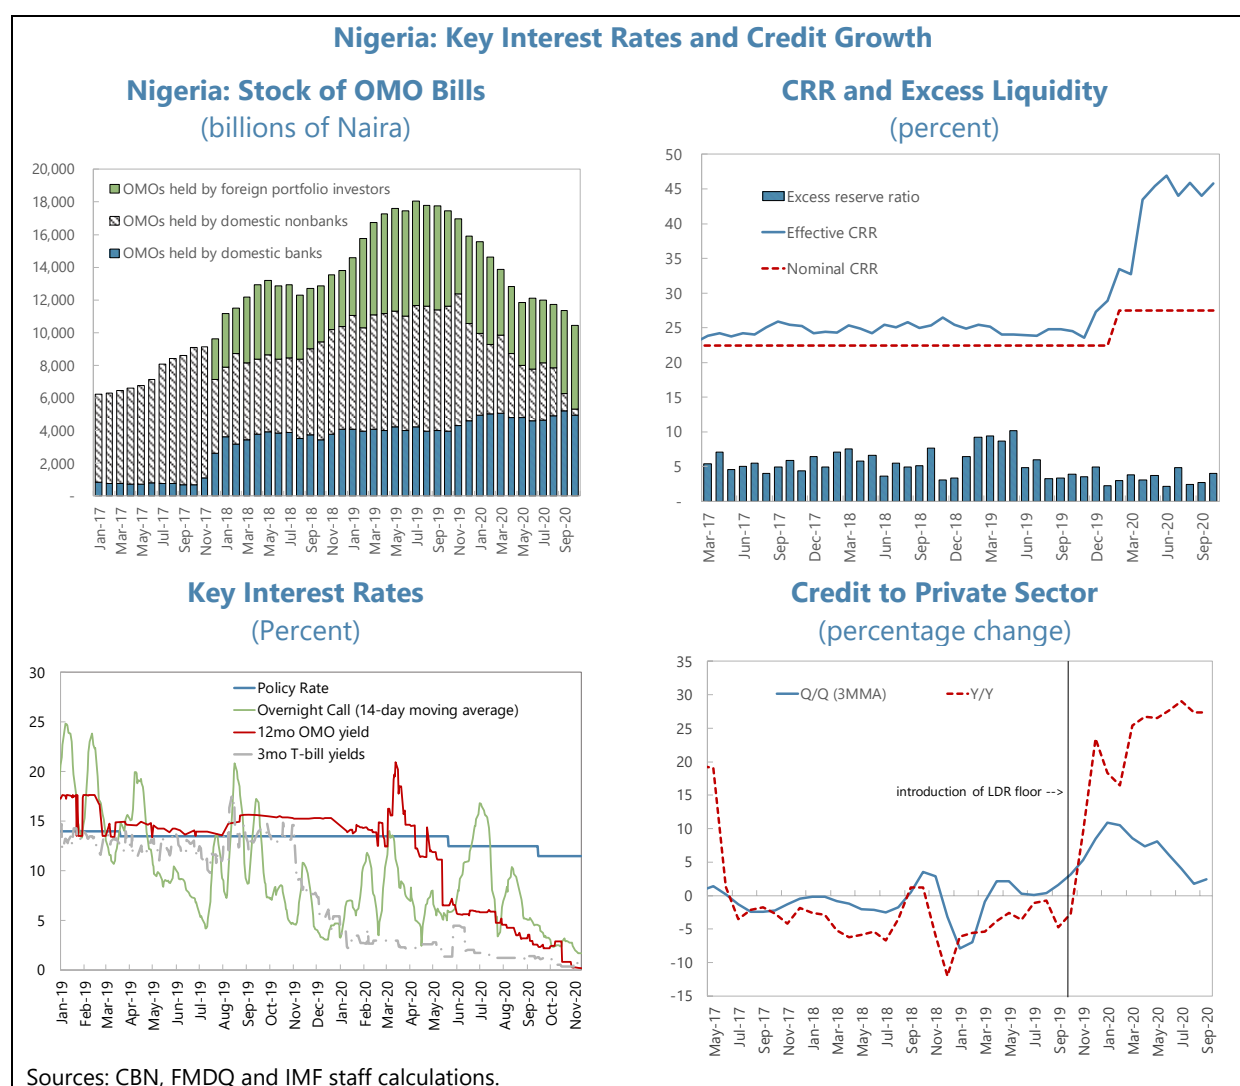 Nigeria: Key Interest Rates and Credit Growth
Nigeria: Stock of OMO Bills
(billions of Naira)
20,000
18,000
16,000
14,000
12,000
10,000
8,000
6,000
4,000
2,000
-
OMOs held by foreign portfolio investors
OMOs held by domestic nonbanks
OMOs held by domestic banks
Jan-17
Mar-17
May-17
Jul-17
Sep-17
Nov-17
Jan-18
Mar-18
May-18
Jul-18
Sep-18
Nov-18
Jan-19
Mar-19
May-19
Jul-19
Sep-19
Nov-19
Jan-20
Mar-20
May-20
Jul-20
Sep-20
CRR and Excess Liquidity
(percent)
50
45
40
35
30
25
20
15
10
5
-
Excess reserve ratio
Effective CRR
Nominal CRR
Mar-17
Jun-17
Sep-17
Dec-17
Mar-18
Jun-18
Sep-18
Dec-18
Mar-19
Jun-19
Sep-19
Dec-19
Mar-20
Jun-20
Sep-20
Key Interest Rates
(Percent)
30
25
20
15
10
5
0
Policy Rate
Overnight Call (14-day moving average)
12mo OMO yield
3mo T-bill yields
Jan-19
Feb-19
Mar-19
Apr-19
May-19
Jun-19
Jul-19
Aug-19
Sep-19
Oct-19
Nov-19
Dec-19
Jan-20
Feb-20
Mar-20
Apr-20
May-20
Jun-20
Jul-20
Aug-20
Sep-20
Oct-20
Nov-20
Credit to Private Sector
(percentage change)
35
30
25
20
15
10
5
0
-5
-10
-15
Q/Q (3MMA)
Y/Y
introduction of LDR floor -->
May-17
Jul-17
Sep-17
Nov-17
Jan-18
Mar-18
May-18
Jul-18
Sep-18
Nov-18
Jan-19
Mar-19
May-19
Jul-19
Sep-19
Nov-19
Jan-20
Mar-20
May-20
Jul-20
Sep-20
Sources: CBN, FMDQ and IMF staff calculations.